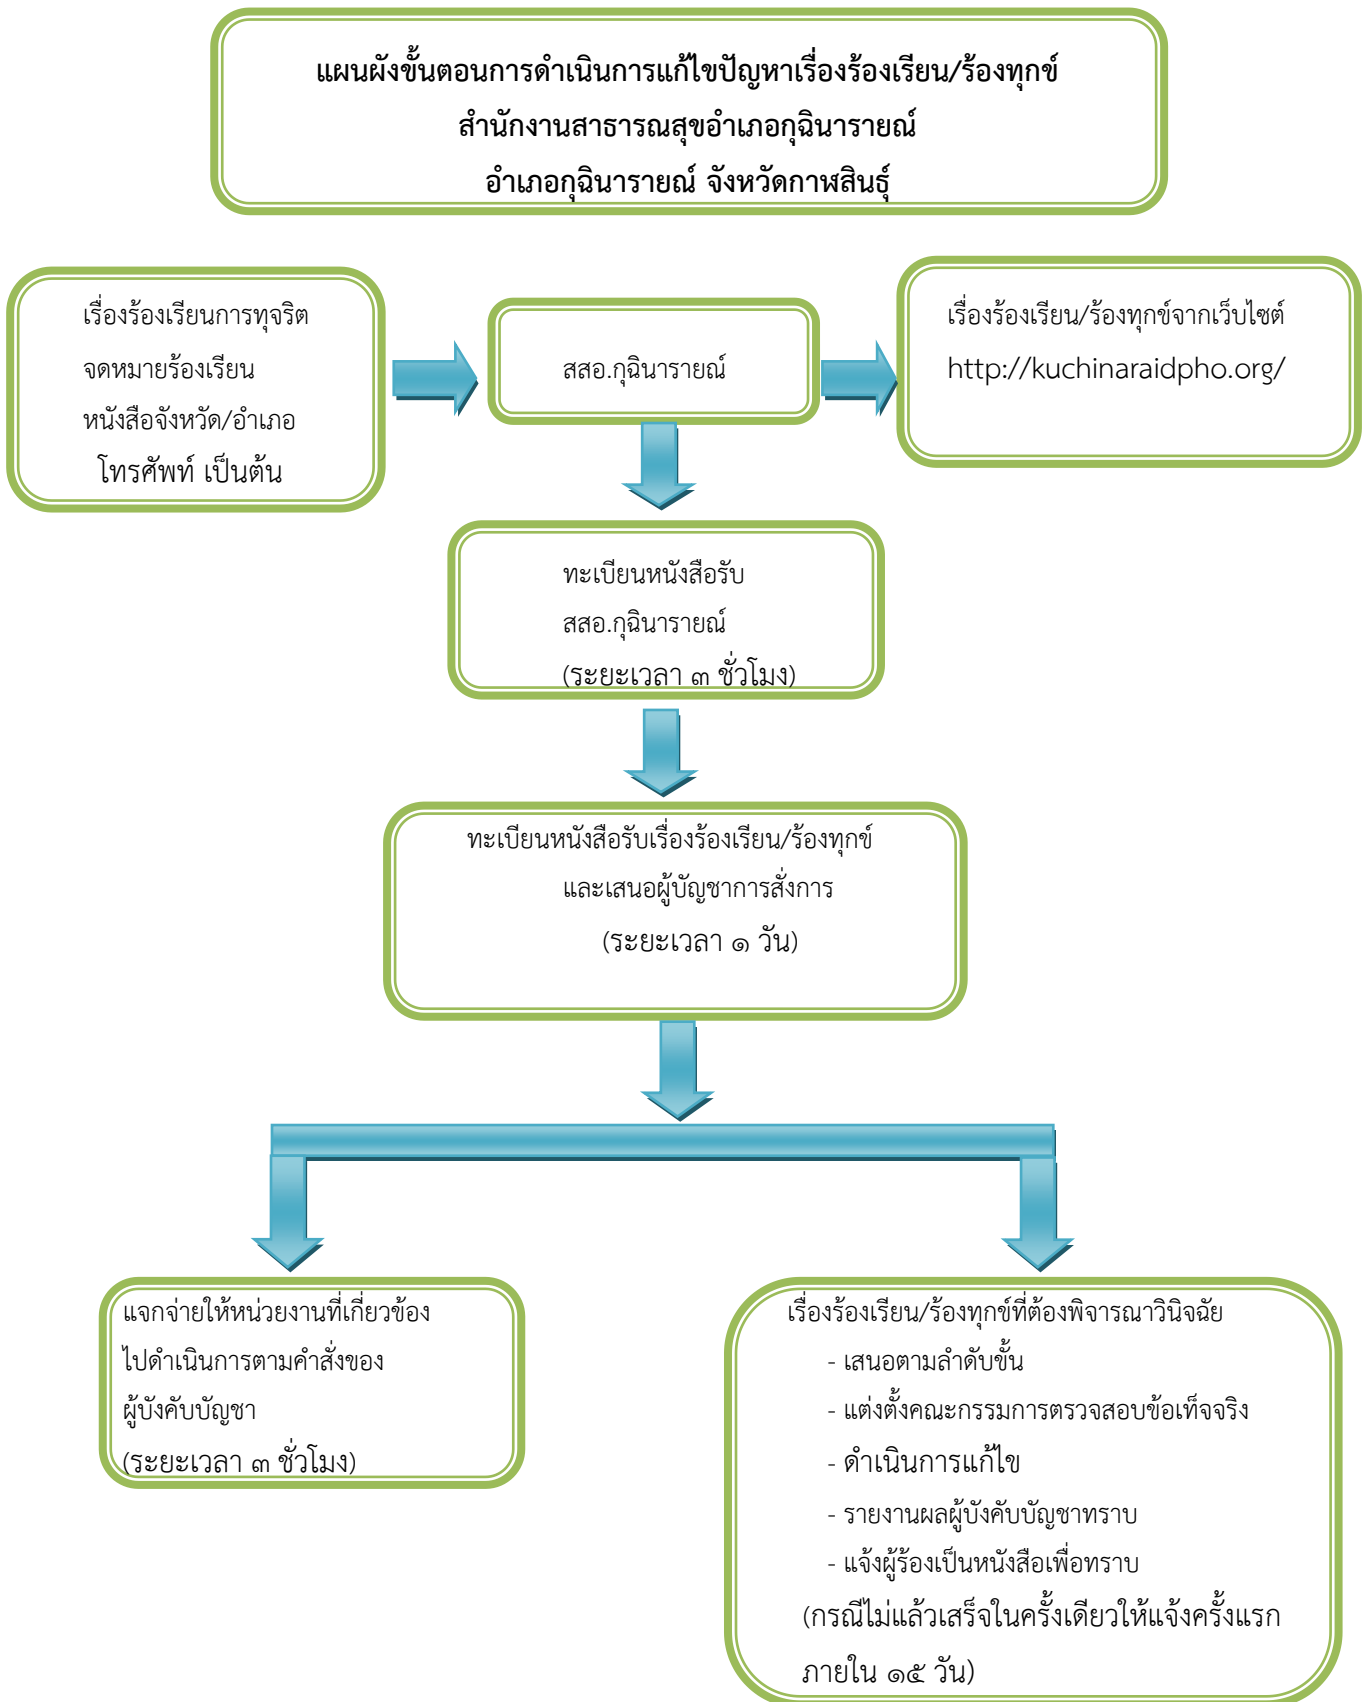 แผนผังขั้นตอนการดำเนินการแก้ไขปัญหาเรื่องร้องเรียน/ร้องทุกข์
สำนักงานสาธารณสุขอำเภอกุฉินารายณ์
อำเภอกุฉินารายณ์ จังหวัดกาฬสินธุ์
เรื่องร้องเรียนการทุจริต
จดหมายร้องเรียน
หนังสือจังหวัด/อำเภอ
โทรศัพท์ เป็นต้น
สสอ.กุฉินารายณ์
เรื่องร้องเรียน/ร้องทุกข์จากเว็บไซต์
http://kuchinaraidpho.org/
ทะเบียนหนังสือรับ
สสอ.กุฉินารายณ์
(ระยะเวลา ๓ ชั่วโมง)
ทะเบียนหนังสือรับเรื่องร้องเรียน/ร้องทุกข์
และเสนอผู้บัญชาการสั่งการ
(ระยะเวลา ๑ วัน)
แจกจ่ายให้หน่วยงานที่เกี่ยวข้อง
ไปดำเนินการตามคำสั่งของ
ผู้บังคับบัญชา
(ระยะเวลา ๓ ชั่วโมง)
เรื่องร้องเรียน/ร้องทุกข์ที่ต้องพิจารณาวินิจฉัย
- เสนอตามลำดับขั้น
- แต่งตั้งคณะกรรมการตรวจสอบข้อเท็จจริง
- ดำเนินการแก้ไข
- รายงานผลผู้บังคับบัญชาทราบ
- แจ้งผู้ร้องเป็นหนังสือเพื่อทราบ
(กรณีไม่แล้วเสร็จในครั้งเดียวให้แจ้งครั้งแรก
ภายใน ๑๕ วัน)